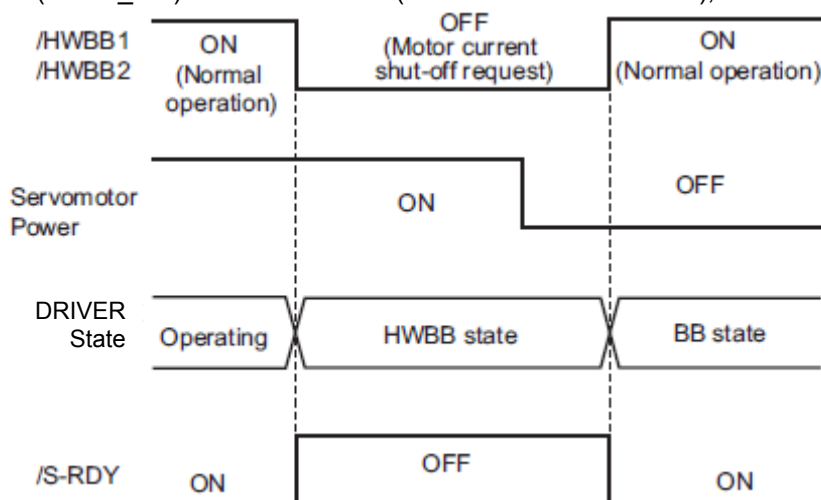 /HWBB1
/HWBB2
ON
(Normal
operation)
OFF
(Motor current
shut-off request)
ON
(Normal operation)
Servomotor
Power
ON
OFF
DRIVER
State
Operating
HWBB state
BB state
/S-RDY
ON
OFF
ON